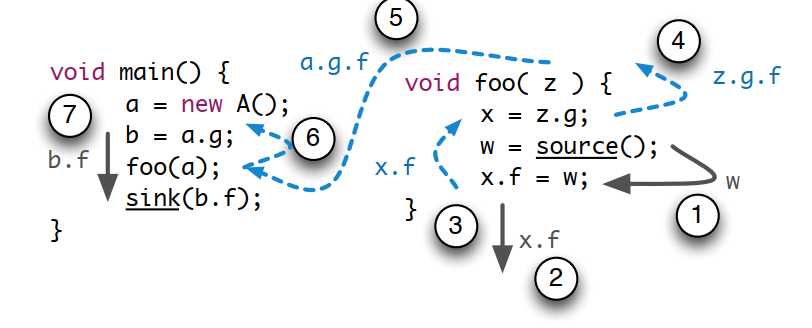 5
4
a.g.f
void main() {
void foo( z ) {
z.g.f
7
a = new A();
x = z.g;
b = a.g;
6
w = source();
b.f
foo(a);
x.f
x.f = w;
w
sink(b.f);
1
}
}
3
x.f
2